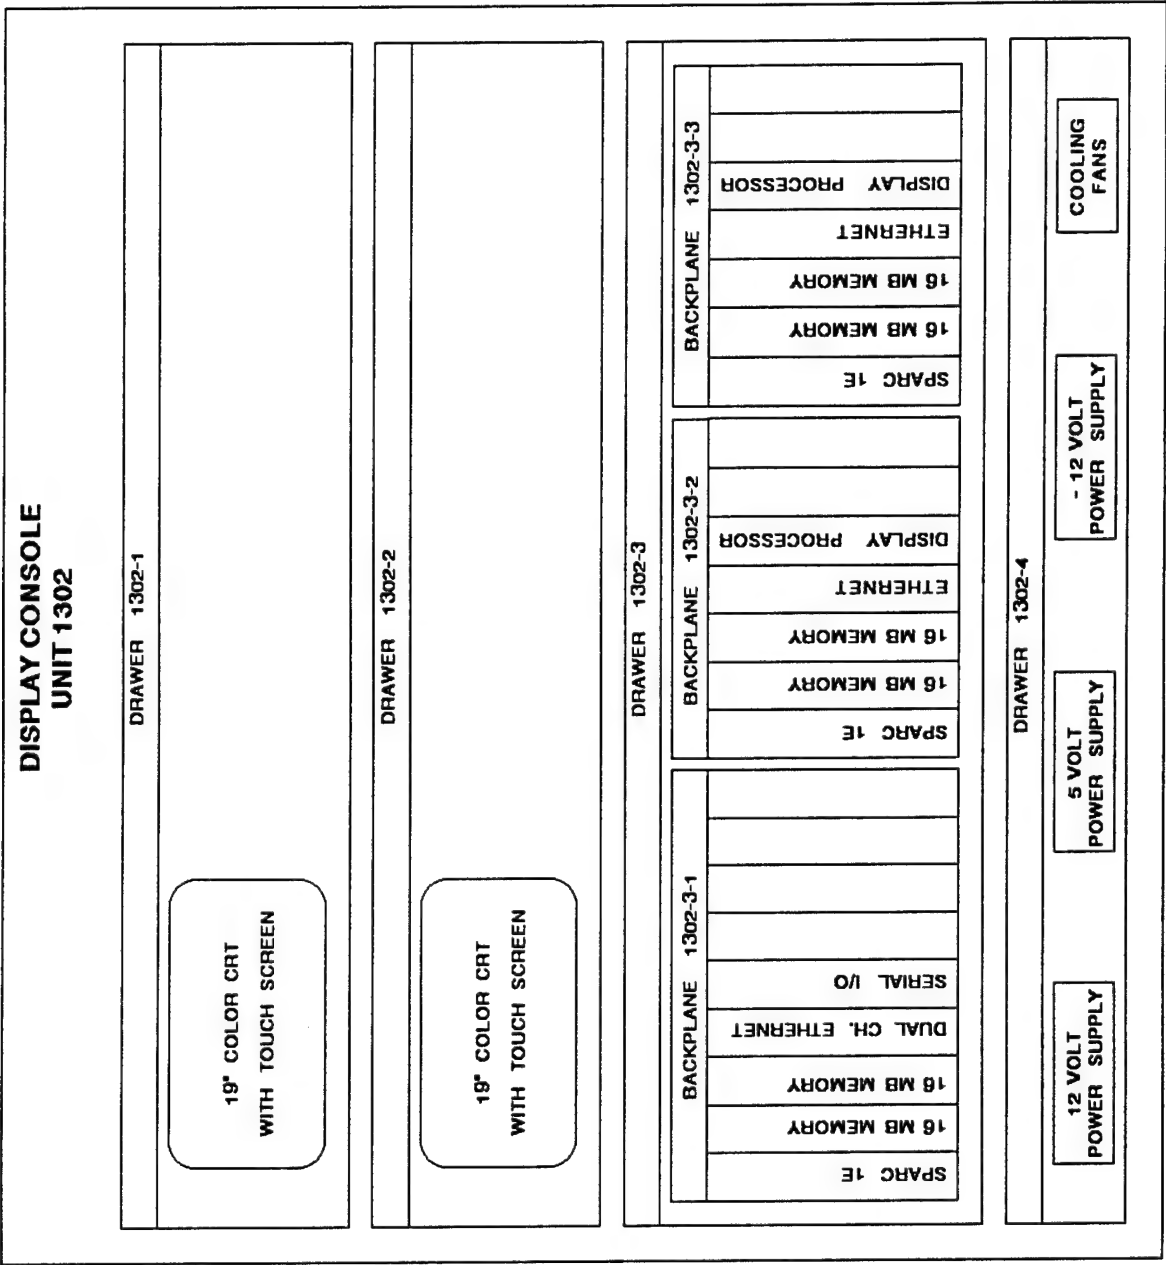 DISPLAY CONSOLE
UNIT 1302
DRAWER 1302-1
19" COLOR CRT
WITH TOUCH SCREEN
DRAWER 1302-2
19" COLOR CRT
WITH TOUCH SCREEN
DRAWER 1302-3
BACKPLANE 1302-3-1
SPARC 1E
16 MB MEMORY
16 MB MEMORY
DUAL CH. ETHERNET
SERIAL I/O
BACKPLANE 1302-3-2
SPARC 1E
16 MB MEMORY
16 MB MEMORY
ETHERNET
DISPLAY PROCESSOR
BACKPLANE 1302-3-3
SPARC 1E
16 MB MEMORY
16 MB MEMORY
ETHERNET
DISPLAY PROCESSOR
DRAWER 1302-4
12 VOLT
POWER SUPPLY
5 VOLT
POWER SUPPLY
- 12 VOLT
POWER SUPPLY
COOLING
FANS